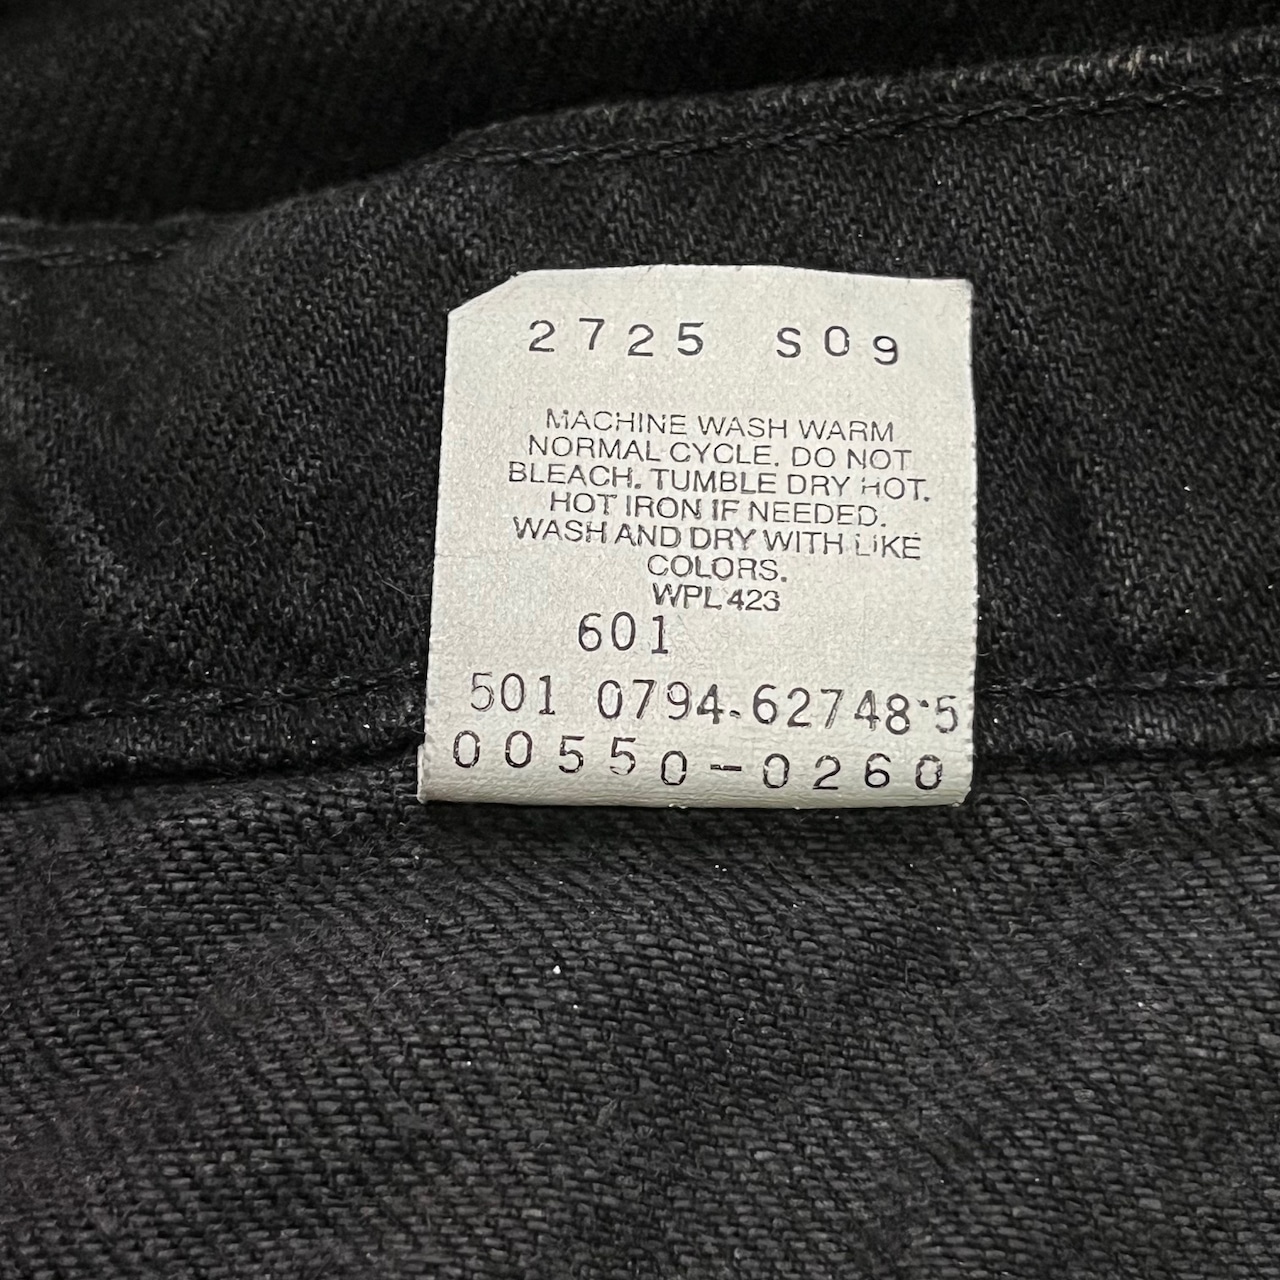 2725 S09
MACHINE WASH WARM
NORMAL CYCLE. DO NOT
BLEACH. TUMBLE DRY HOT.
HOT IRON IF NEEDED.
WASH AND DRY WITH LIKE
COLORS.
WPL 423
601
501 0794-62748·5
00550-0260